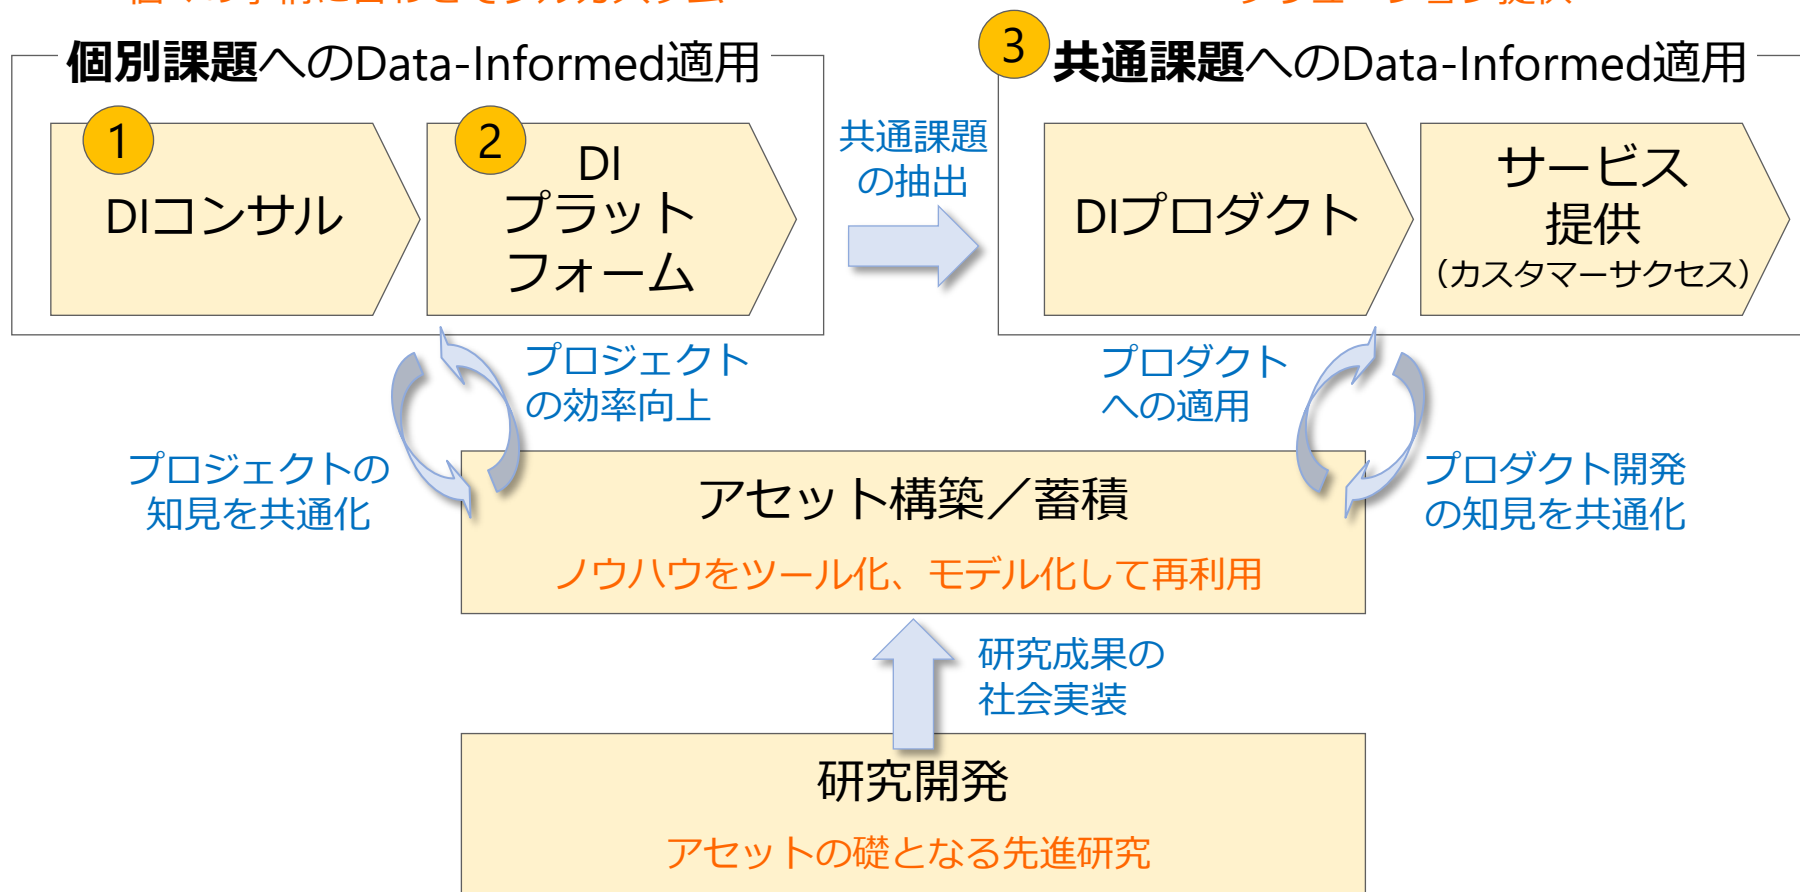 個別課題へのData-Informed適用
1
DIコンサル
2
DI
プラット
フォーム
共通課題
の抽出
3
共通課題へのData-Informed適用
DIプロダクト
サービス
提供
（カスタマーサクセス）
プロジェクト
の効率向上
プロジェクトの
知見を共通化
プロダクト
への適用
プロダクト開発
の知見を共通化
アセット構築／蓄積
ノウハウをツール化、モデル化して再利用
研究成果の
社会実装
研究開発
アセットの礎となる先進研究